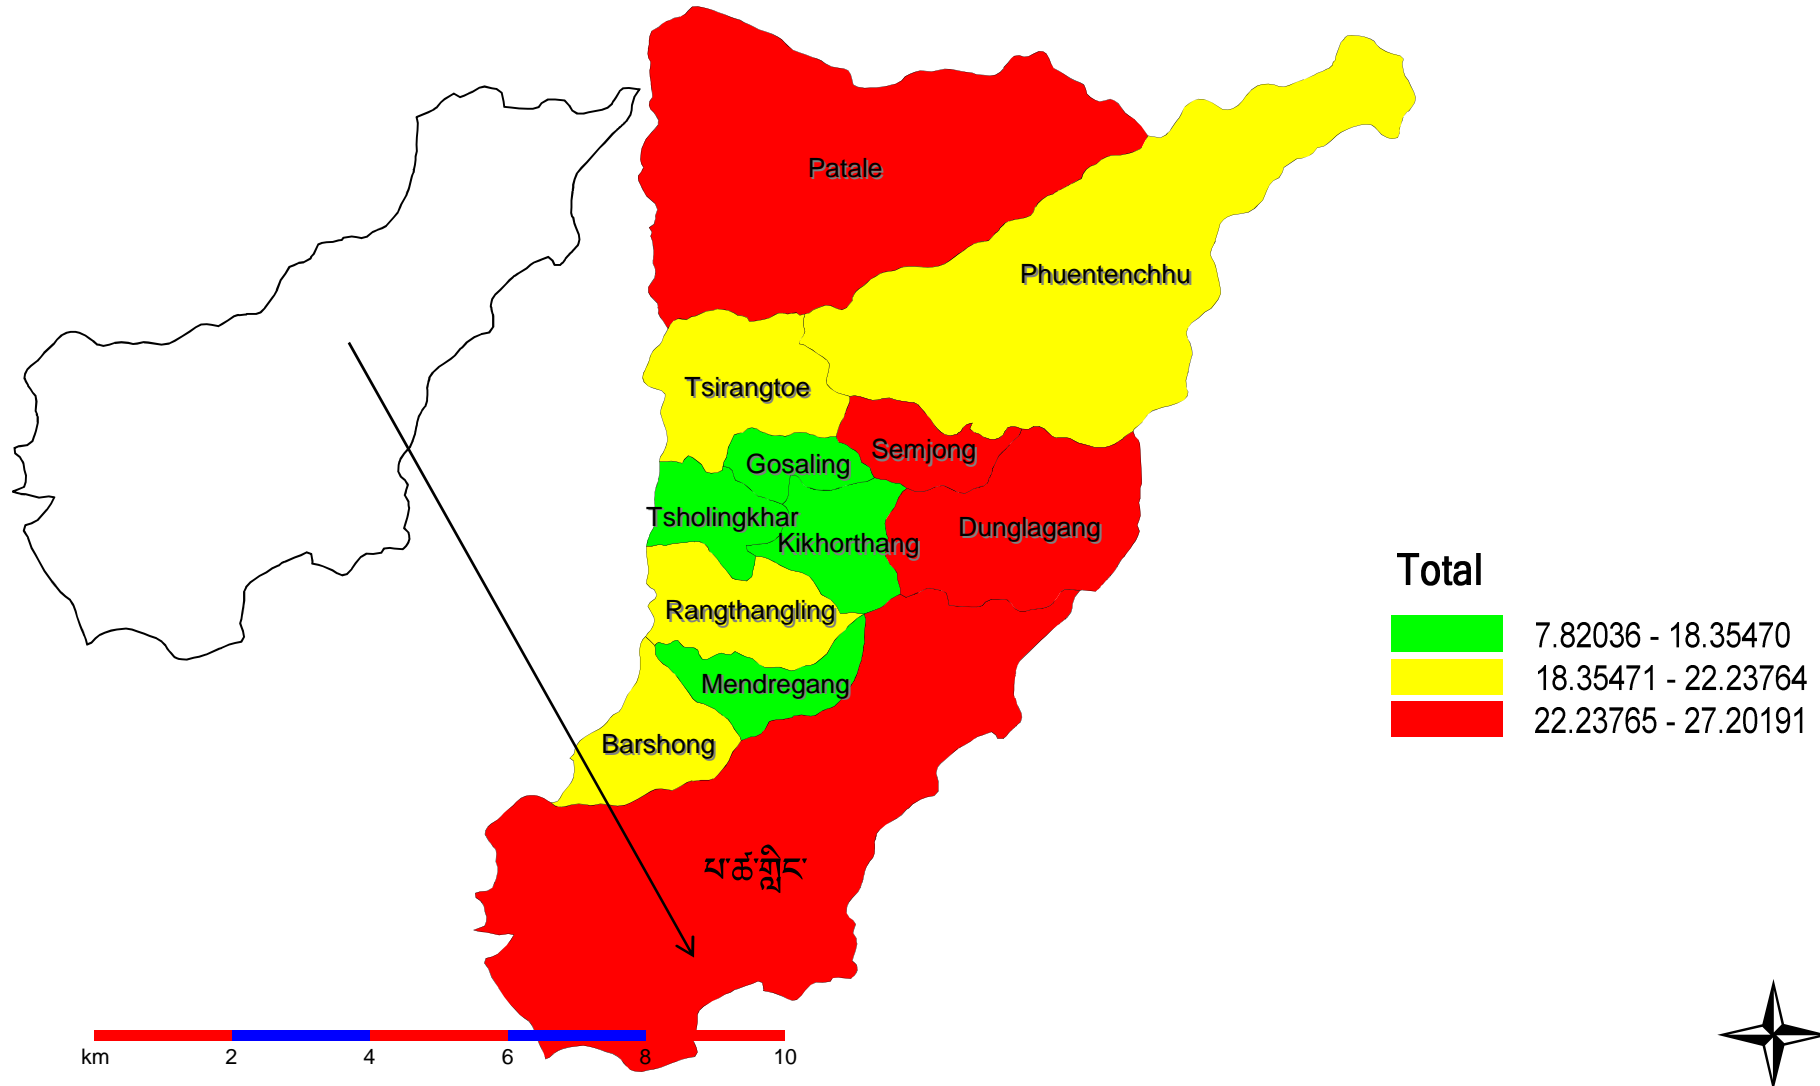 Patale
Phuentenchhu
Tsirangtoe
Semjong
Gosaling
Tsholingkhar
Dunglagang
Kikhorthang
Rangthangling
Mendregang
Barshong
པ་ཚ་གླིང་
Total
7.82036 - 18.35470
18.35471 - 22.23764
22.23765 - 27.20191
km 2 4 6 8 10